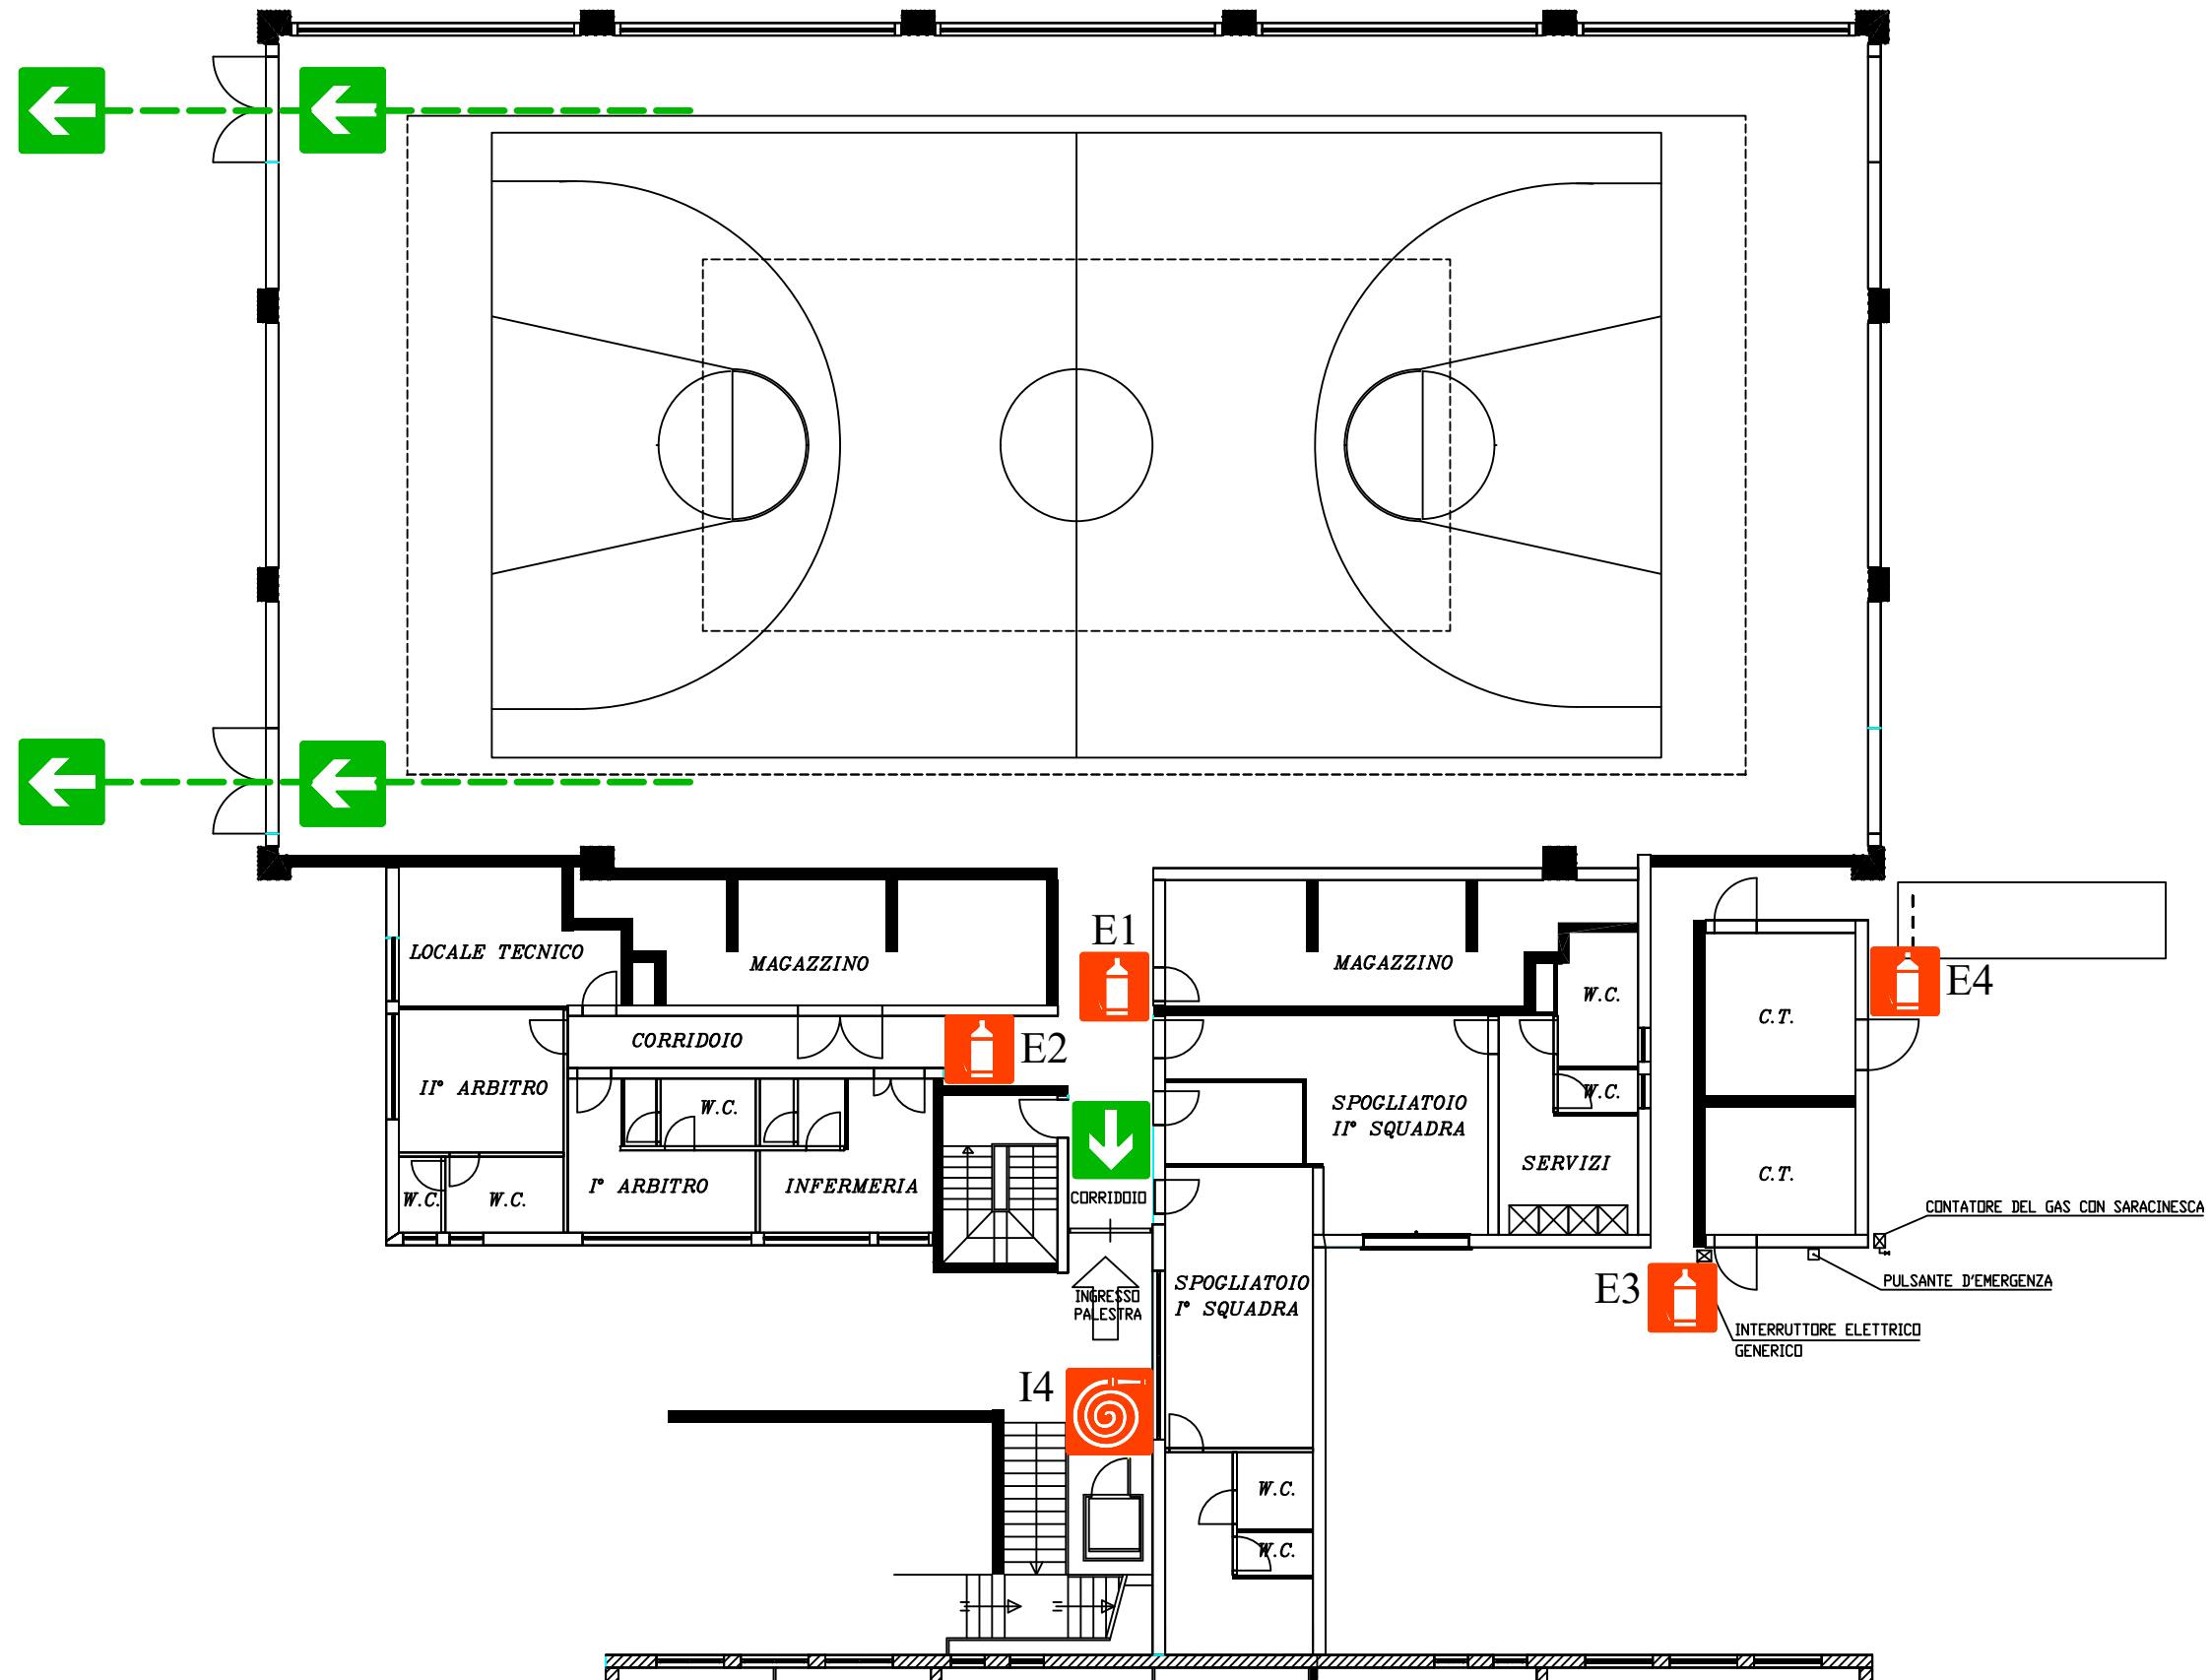 E1
LOCALE TECNICO
MAGAZZINO
MAGAZZINO
W.C.
E4
C.T.
CORRIDOIO
E2
II° ARBITRO
W.C.
SPOGLIATOIO
II° SQUADRA
W.C.
SERVIZI
C.T.
W.C.
W.C.
I° ARBITRO
INFERMERIA
CORRIDOIO
CONTATORE DEL GAS CON SARACINESCA
PULSANTE D'EMERGENZA
E3
INGRESSO
PALESTRA
SPOGLIATOIO
I° SQUADRA
INTERRUTTORE ELETTRICO
GENERICO
I4
W.C.
W.C.